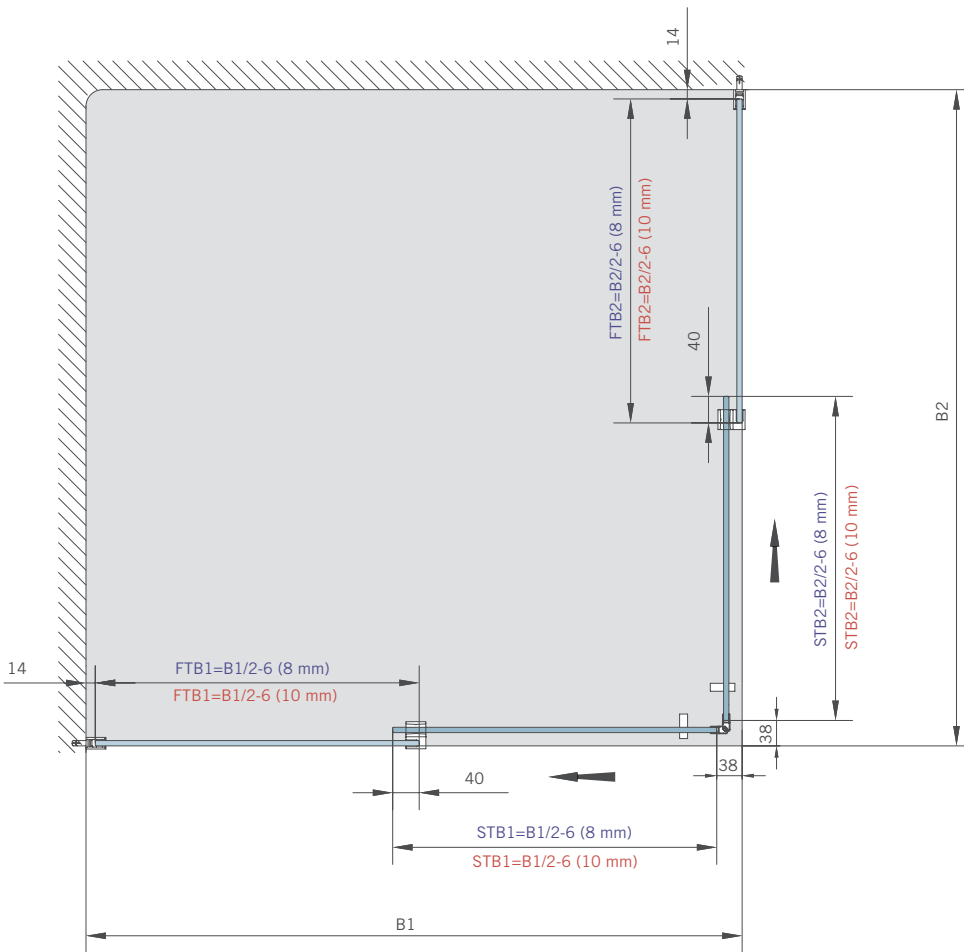 14
FTB2=B2/2-6 (8 mm)
FTB2=B2/2-6 (10 mm)
40
B2
STB2=B2/2-6 (8 mm)
STB2=B2/2-6 (10 mm)
14
FTB1=B1/2-6 (8 mm)
FTB1=B1/2-6 (10 mm)
38
38
40
STB1=B1/2-6 (8 mm)
STB1=B1/2-6 (10 mm)
B1